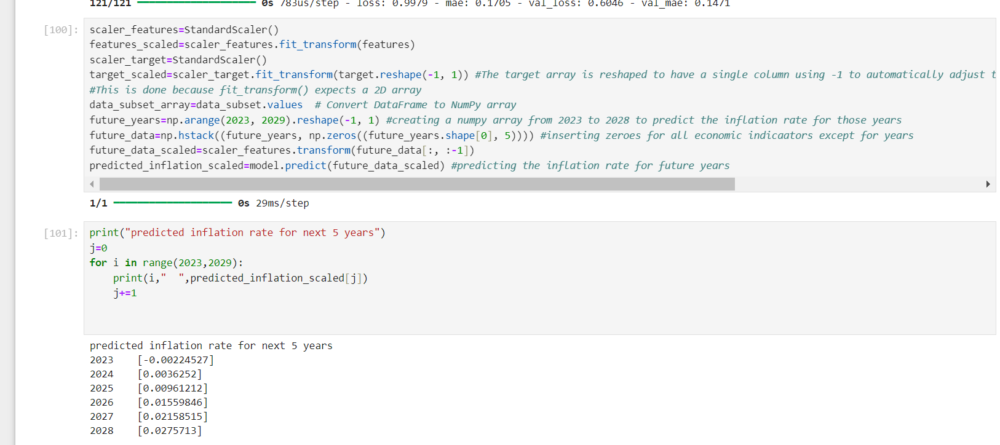 121/121 0s 783us/step - loss: 0.9979 - mae: 0.1705 - val_loss: 0.6046 - val_mae: 0.1471
[100]: scaler_features=StandardScaler()
features_scaled=scaler_features.fit_transform(features)
scaler_target=StandardScaler()
target_scaled=scaler_target.fit_transform(target.reshape(-1, 1)) #The target array is reshaped to have a single column using -1 to automatically adjust t
#This is done because fit_transform() expects a 2D array
data_subset_array=data_subset.values  # Convert DataFrame to NumPy array
future_years=np.arange(2023, 2029).reshape(-1, 1) #creating a numpy array from 2023 to 2028 to predict the inflation rate for those years
future_data=np.hstack((future_years, np.zeros((future_years.shape[0], 5)))) #inserting zeroes for all economic indicaators except for years
future_data_scaled=scaler_features.transform(future_data[:, :-1])
predicted_inflation_scaled=model.predict(future_data_scaled) #predicting the inflation rate for future years
1/1 0s 29ms/step
[101]: print("predicted inflation rate for next 5 years")
j=0
for i in range(2023,2029):
    print(i,"  ",predicted_inflation_scaled[j])
    j+=1
predicted inflation rate for next 5 years
2023    [-0.00224527]
2024    [0.0036252]
2025    [0.00961212]
2026    [0.01559846]
2027    [0.02158515]
2028    [0.0275713]